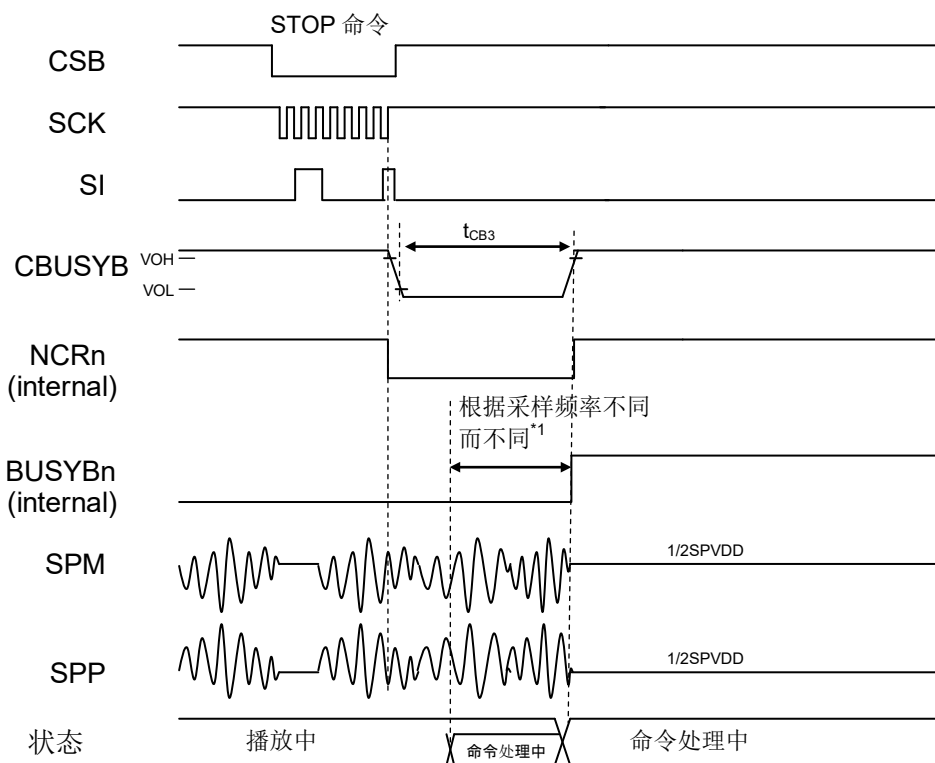 STOP 命令
CSB
SCK
SI
tCB3
CBUSYB
VOH
VOL
NCRn
(internal)
根据采样频率不同
而不同*1
BUSYBn
(internal)
SPM
1/2SPVDD
SPP
1/2SPVDD
状态
播放中
命令处理中
命令处理中